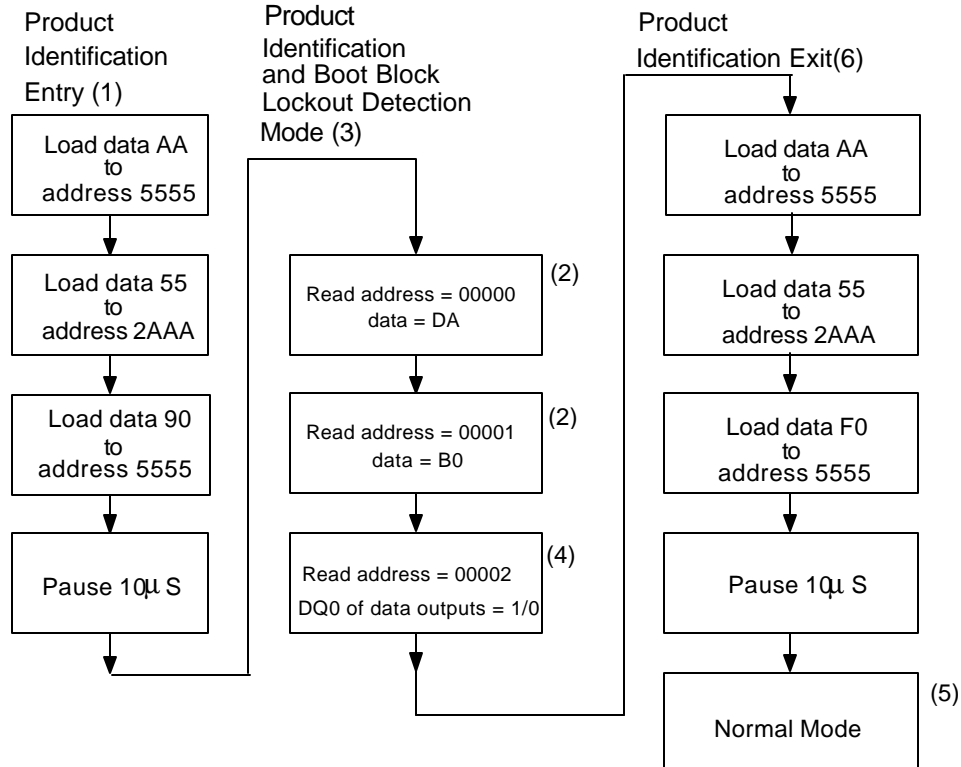 Product
Identification
Entry (1)
Load data AA
to
address 5555
Load data 55
to
address 2AAA
Load data 90
to
address 5555
Pause 10μ S
Product
Identification
and Boot Block
Lockout Detection
Mode (3)
Read address = 00000
data = DA
(2)
Read address = 00001
data = B0
(2)
Read address = 00002
DQ0 of data outputs = 1/0
(4)
Product
Identification Exit(6)
Load data AA
to
address 5555
Load data 55
to
address 2AAA
Load data F0
to
address 5555
Pause 10μ S
Normal Mode
(5)